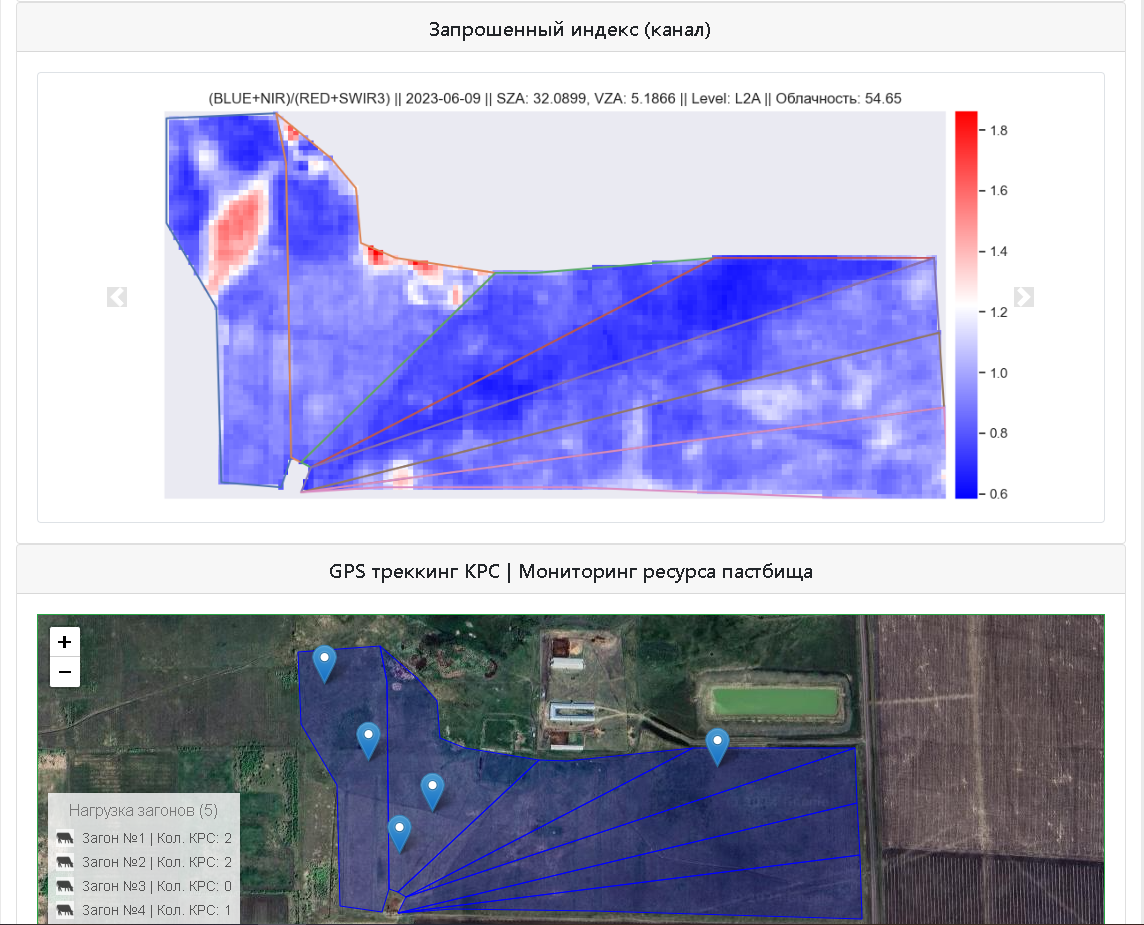 Запрошенный индекс (канал)
(BLUE+NIR)/(RED+SWIR3) || 2023-06-09 || SZA: 32.0899, VZA: 5.1866 || Level: L2A || Облачность: 54.65
1.8
1.6
1.4
1.2
1.0
0.8
0.6
GPS треккинг КРС | Мониторинг ресурса пастбища
+
−
Нагрузка загонов (5)
Загон №1 | Кол. КРС: 2
Загон №2 | Кол. КРС: 2
Загон №3 | Кол. КРС: 0
Загон №4 | Кол. КРС: 1